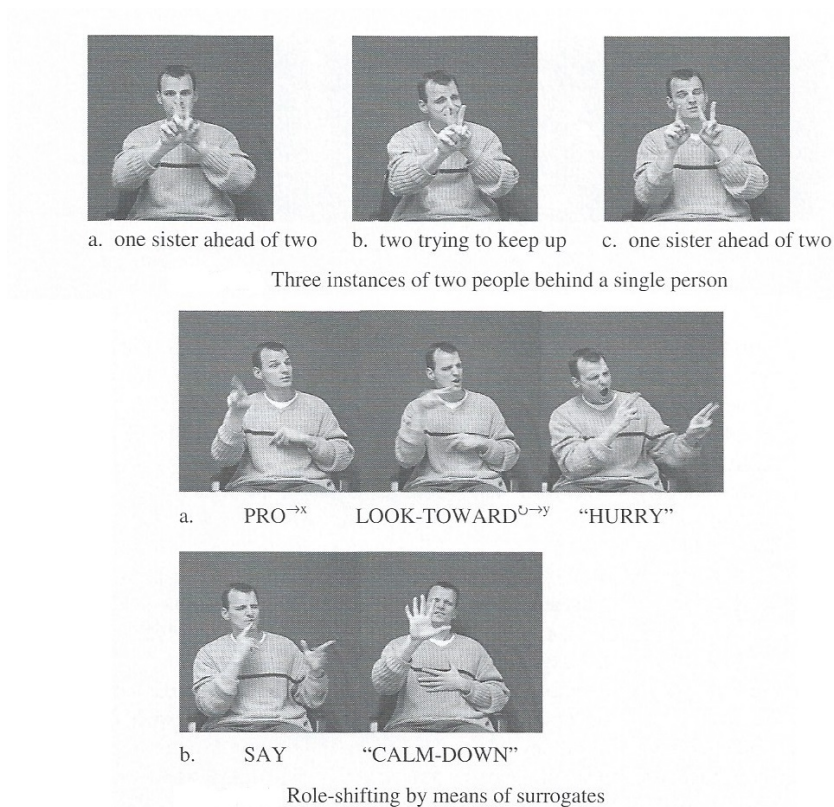 a. one sister ahead of two b. two trying to keep up c. one sister ahead of two
Three instances of two people behind a single person
a. PRO→x LOOK-TOWARD↻→y “HURRY”
b. SAY “CALM-DOWN”
Role-shifting by means of surrogates